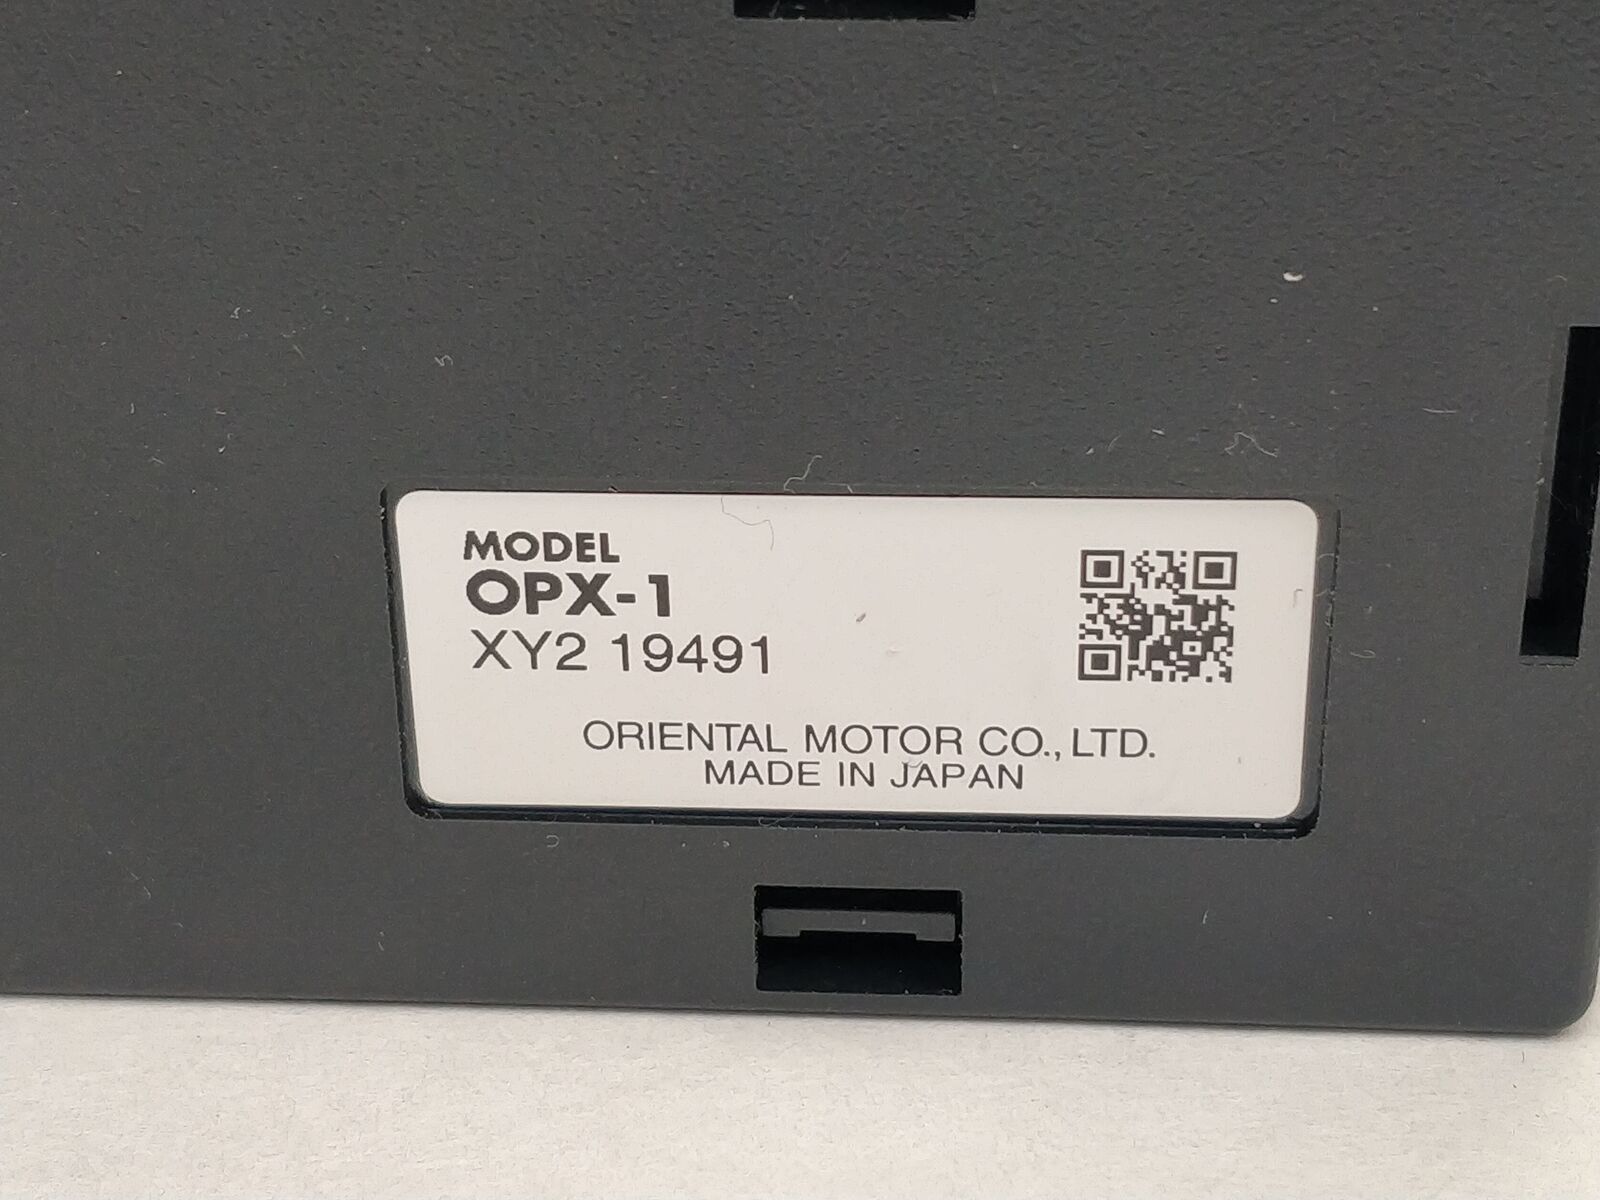 MODEL
OPX-1
XY2 19491
ORIENTAL MOTOR CO., LTD.
MADE IN JAPAN